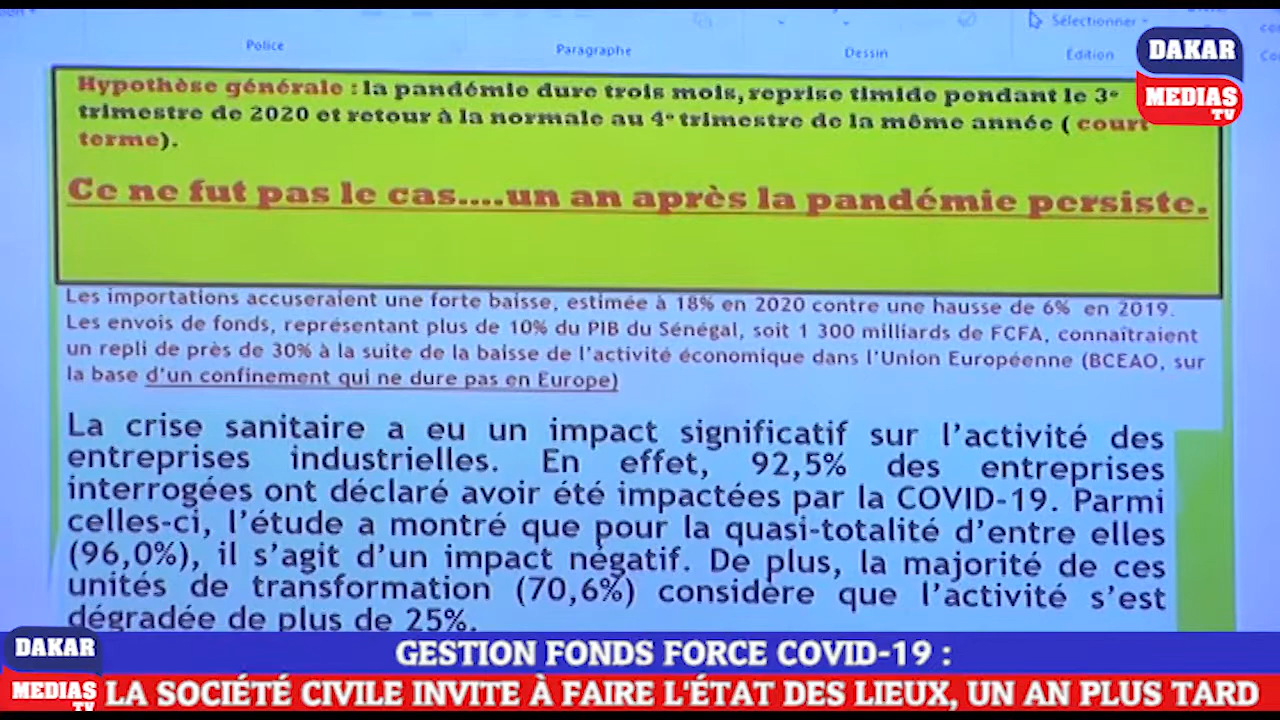 Sélectionner
Police
Paragraphe
Dessin
Édition
DAKAR
MEDIAS
TV
Hypothèse générale : la pandémie dure trois mois, reprise timide pendant le 3e
trimestre de 2020 et retour à la normale au 4e trimestre de la même année ( court
terme).
Ce ne fut pas le cas....un an après la pandémie persiste.
Les importations accuseraient une forte baisse, estimée à 18% en 2020 contre une hausse de 6% en 2019.
Les envois de fonds, représentant plus de 10% du PIB du Sénégal, soit 1 300 milliards de FCFA, connaîtraient
un repli de près de 30% à la suite de la baisse de l'activité économique dans l'Union Européenne (BCEAO, sur
la base d'un confinement qui ne dure pas en Europe)
La crise sanitaire a eu un impact significatif sur l'activité des
entreprises industrielles. En effet, 92,5% des entreprises
interrogées ont déclaré avoir été impactées par la COVID-19. Parmi
celles-ci, l'étude a montré que pour la quasi-totalité d'entre elles
(96,0%), il s'agit d'un impact négatif. De plus, la majorité de ces
unités de transformation (70,6%) considère que l'activité s'est
dégradée de plus de 25%.
DAKAR
MEDIAS
TV
GESTION FONDS FORCE COVID-19 :
LA SOCIÉTÉ CIVILE INVITE À FAIRE L'ÉTAT DES LIEUX, UN AN PLUS TARD